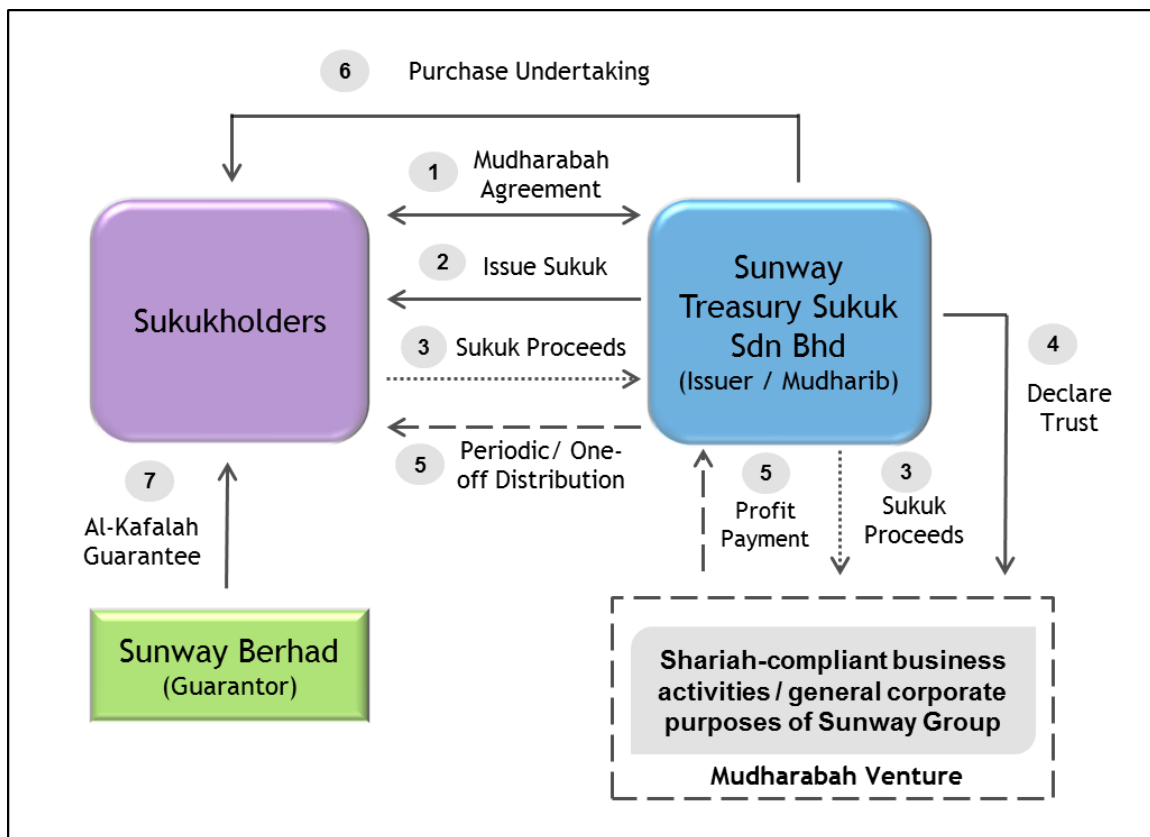 6 Purchase Undertaking
1 Mudharabah
Agreement
2 Issue Sukuk
3 Sukuk Proceeds
5 Periodic/ One-
off Distribution
Sukukholders
Sunway
Treasury Sukuk
Sdn Bhd
(Issuer / Mudharib)
4
Declare
Trust
7
Al-Kafalah
Guarantee
5
Profit
Payment
3
Sukuk
Proceeds
Sunway Berhad
(Guarantor)
Shariah-compliant business
activities / general corporate
purposes of Sunway Group
Mudharabah Venture